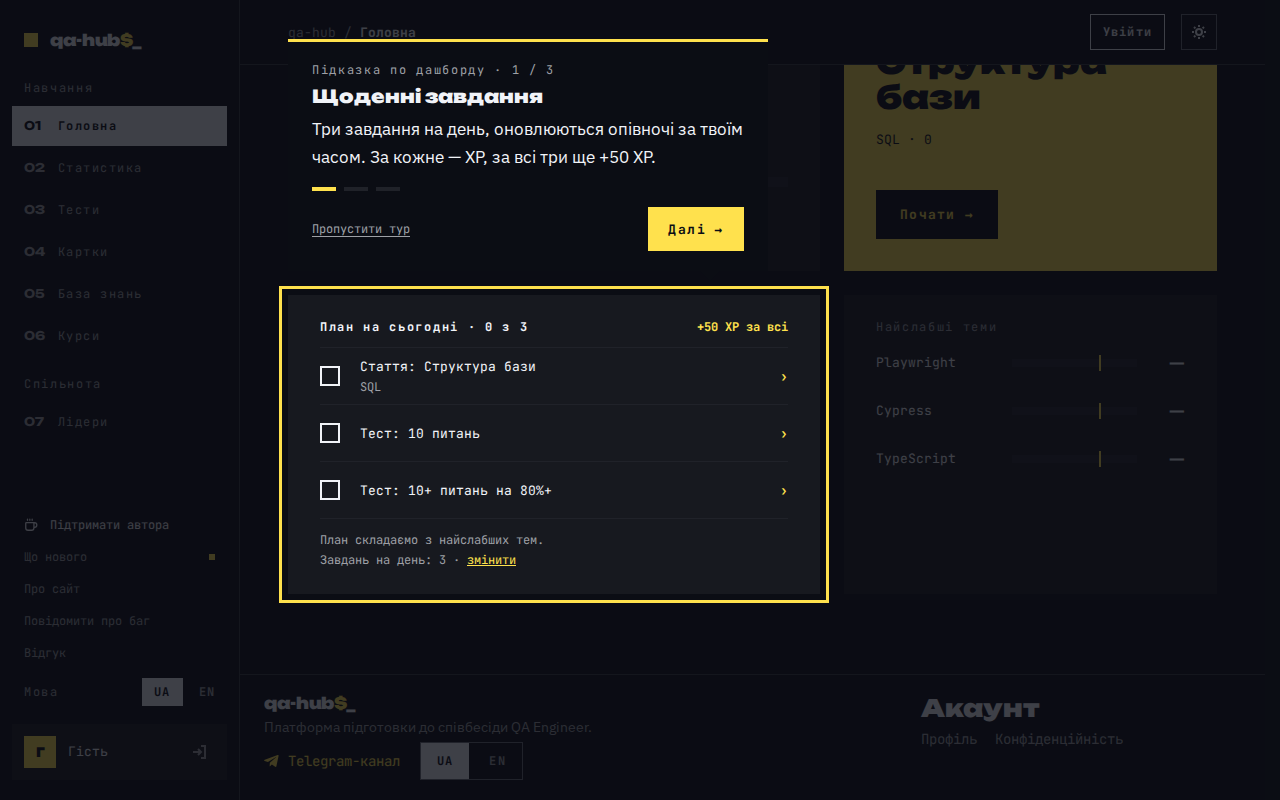 qa-hub$_
Навчання
01 Головна
02 Статистика
03 Тести
04 Картки
05 База знань
06 Курси
Спільнота
07 Лідери
Підтримати автора
Що нового
Про сайт
Повідомити про баг
Відгук
Мова UA EN
Г Гість
qa-hub / Головна
Увійти
Підказка по дашборду · 1 / 3
Щоденні завдання
Три завдання на день, оновлюються опівночі за твоїм
часом. За кожне — XP, за всі три ще +50 XP.
Пропустити тур
Далі →
Структура
бази
SQL · 0
Почати →
План на сьогодні · 0 з 3
+50 XP за всі
Стаття: Структура бази
SQL
Тест: 10 питань
Тест: 10+ питань на 80%+
План складаємо з найслабших тем.
Завдань на день: 3 · змінити
Найслабші теми
Playwright —
Cypress —
TypeScript —
qa-hub$_
Платформа підготовки до співбесіди QA Engineer.
Telegram-канал UA EN
Акаунт
Профіль Конфіденційність